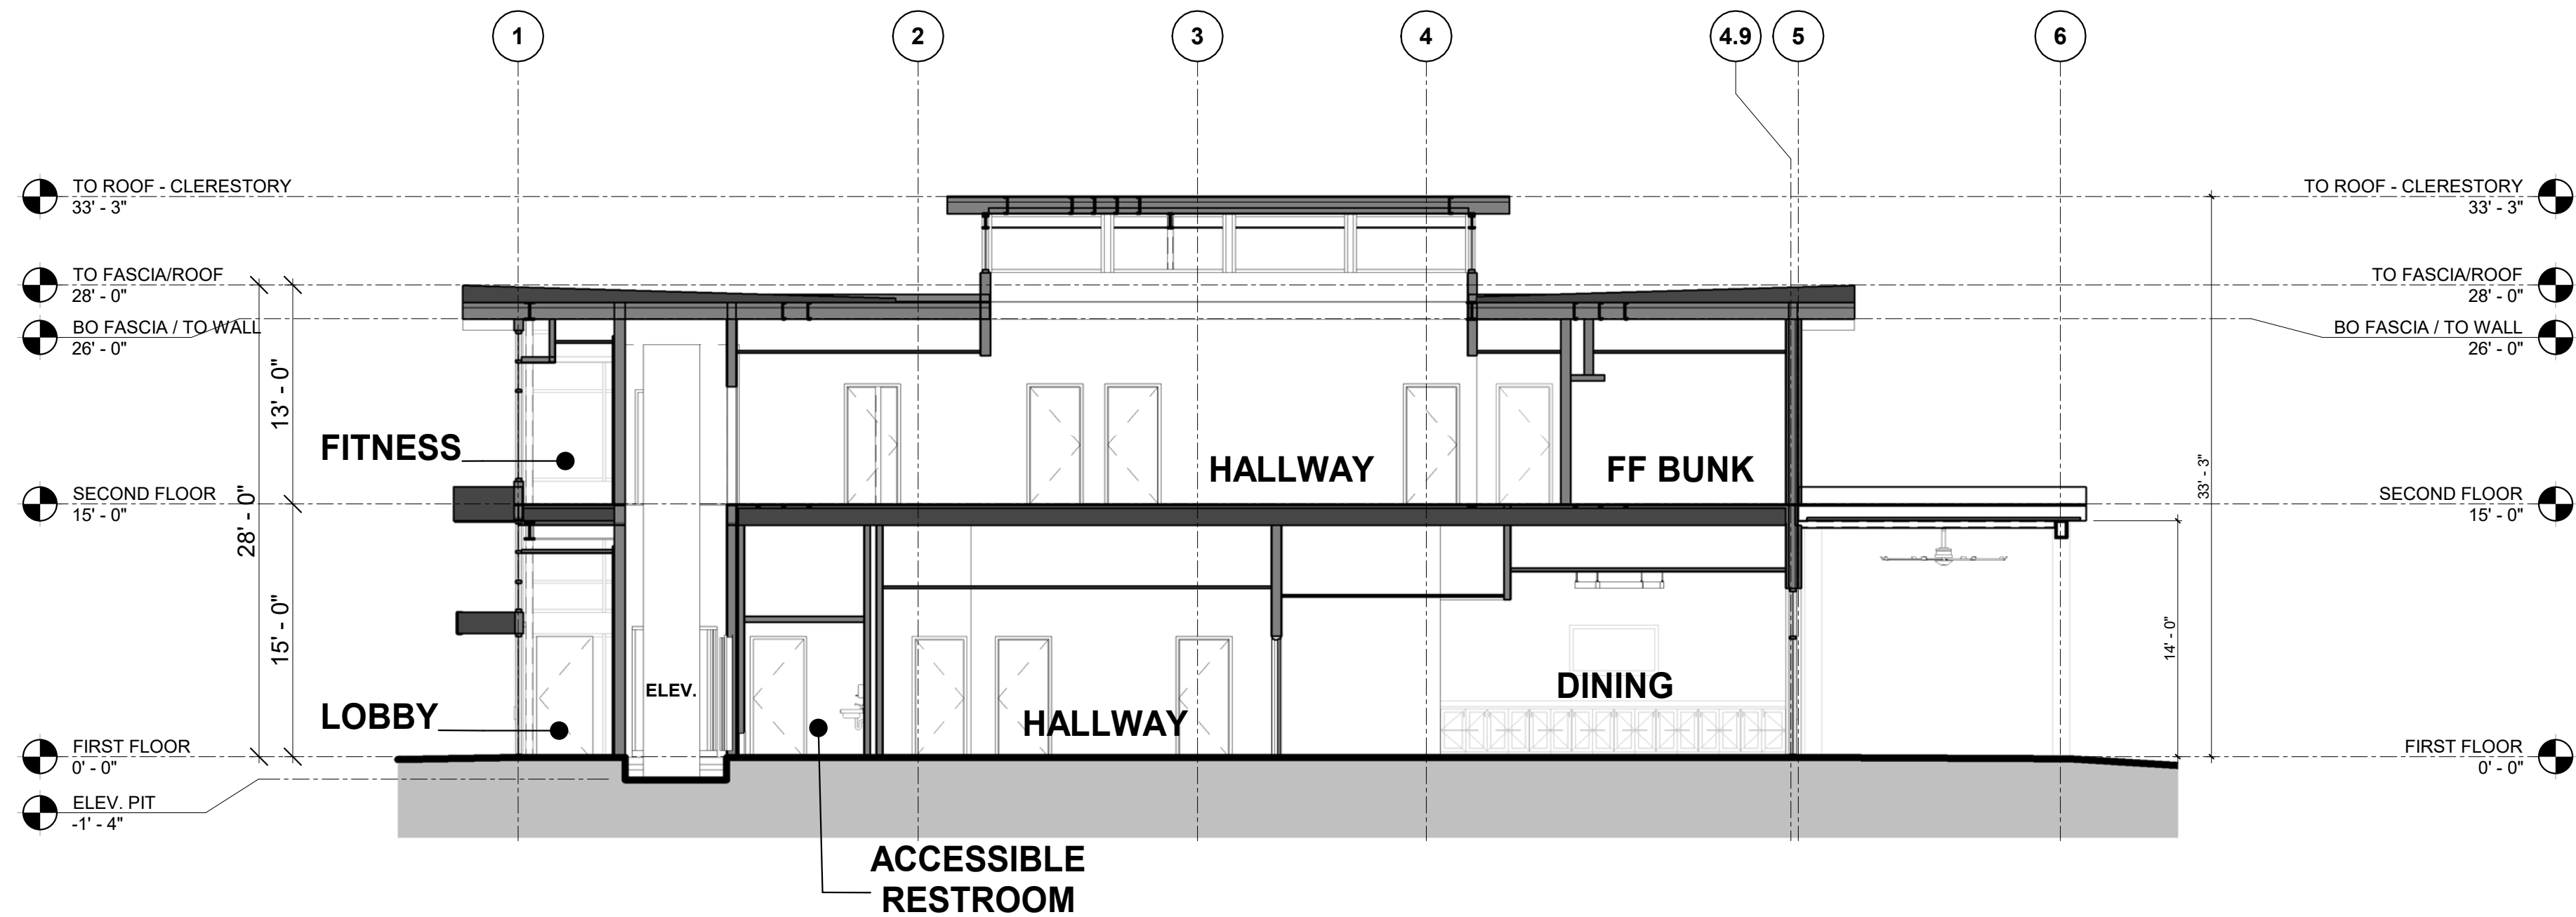 1
2
3
4
4.9
5
6
TO ROOF - CLERESTORY
33' - 3"
TO FASCIA/ROOF
28' - 0"
BO FASCIA / TO WALL
26' - 0"
SECOND FLOOR
15' - 0"
FIRST FLOOR
0' - 0"
ELEV. PIT
-1' - 4"
28' - 0"
13' - 0"
15' - 0"
FITNESS
LOBBY
ELEV.
HALLWAY
FF BUNK
HALLWAY
DINING
ACCESSIBLE
RESTROOM
33' - 3"
14' - 0"
TO ROOF - CLERESTORY
33' - 3"
TO FASCIA/ROOF
28' - 0"
BO FASCIA / TO WALL
26' - 0"
SECOND FLOOR
15' - 0"
FIRST FLOOR
0' - 0"